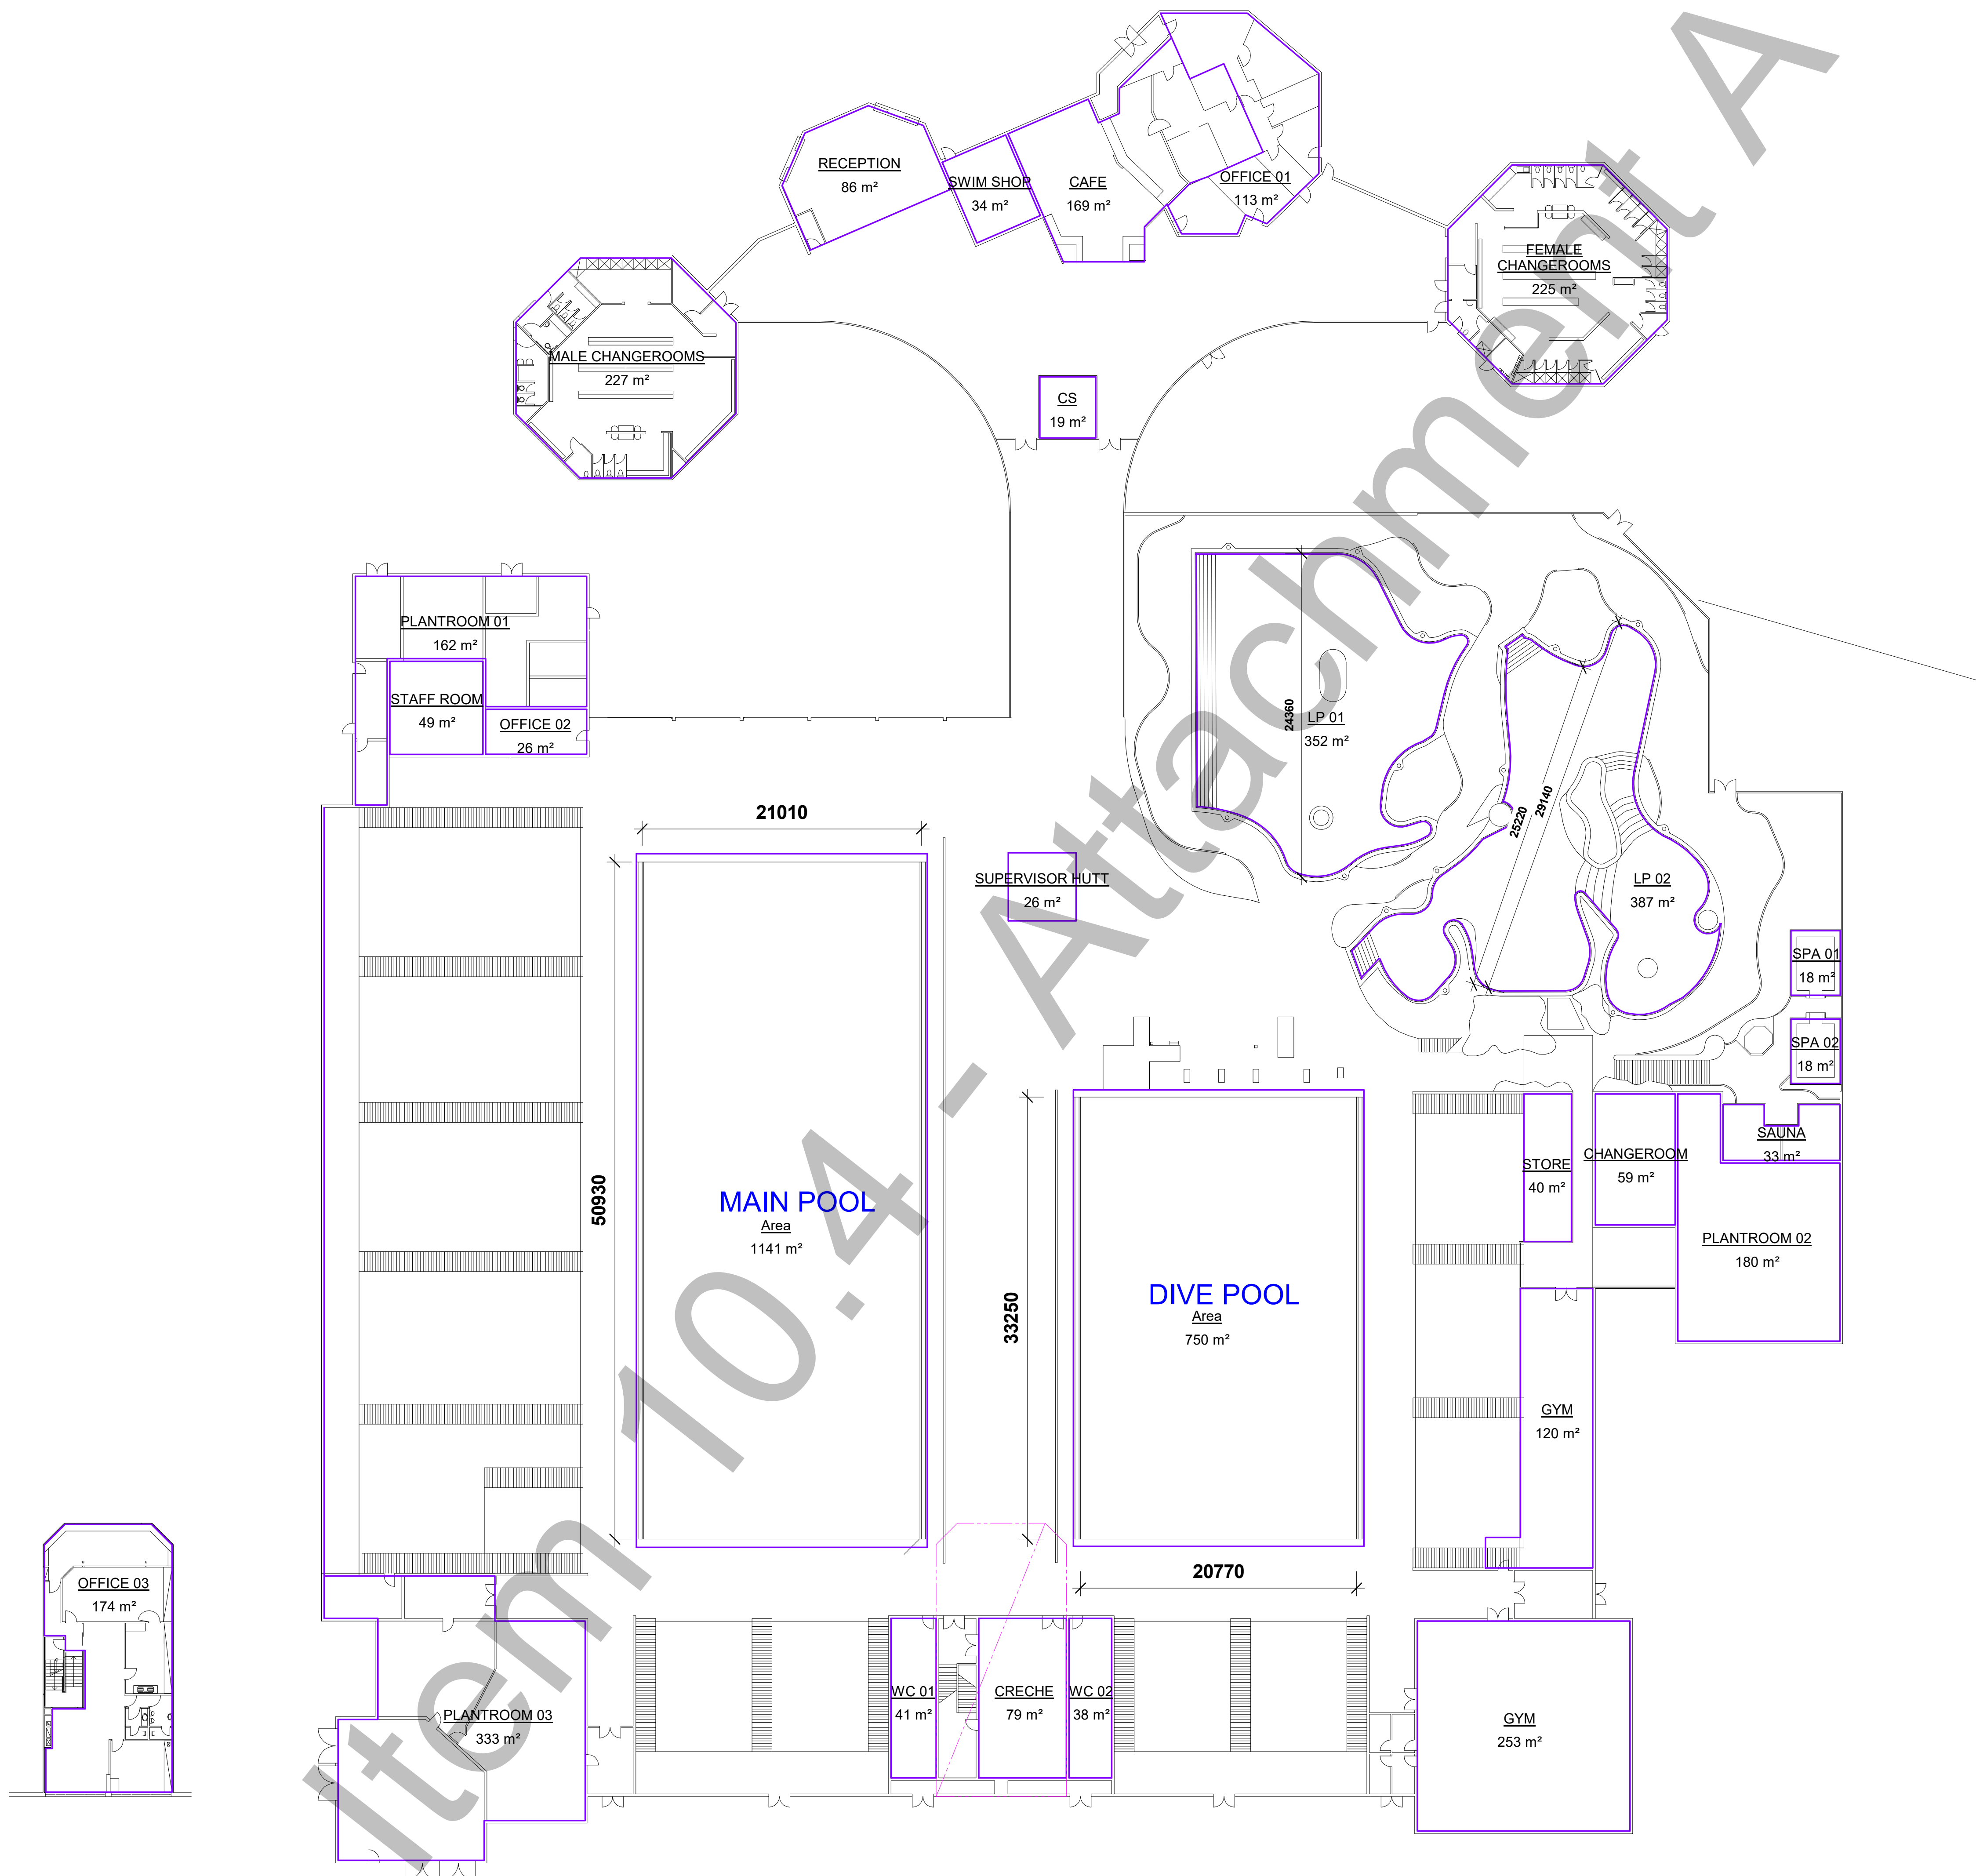 RECEPTION
86 m²
SWIM SHOP
34 m²
CAFE
169 m²
OFFICE 01
113 m²
FEMALE
CHANGEROOMS
225 m²
MALE CHANGEROOMS
227 m²
CS
19 m²
PLANTROOM 01
162 m²
STAFF ROOM
49 m²
OFFICE 02
26 m²
24360
LP 01
352 m²
25220
29140
LP 02
387 m²
21010
SUPERVISOR HUTT
26 m²
SPA 01
18 m²
SPA 02
18 m²
50930
MAIN POOL
Area
1141 m²
33250
DIVE POOL
Area
750 m²
20770
STORE
40 m²
CHANGEROOM
59 m²
SAUNA
33 m²
PLANTROOM 02
180 m²
GYM
120 m²
OFFICE 03
174 m²
PLANTROOM 03
333 m²
WC 01
41 m²
CRECHE
79 m²
WC 02
38 m²
GYM
253 m²
Item 10.4 - Attachment A